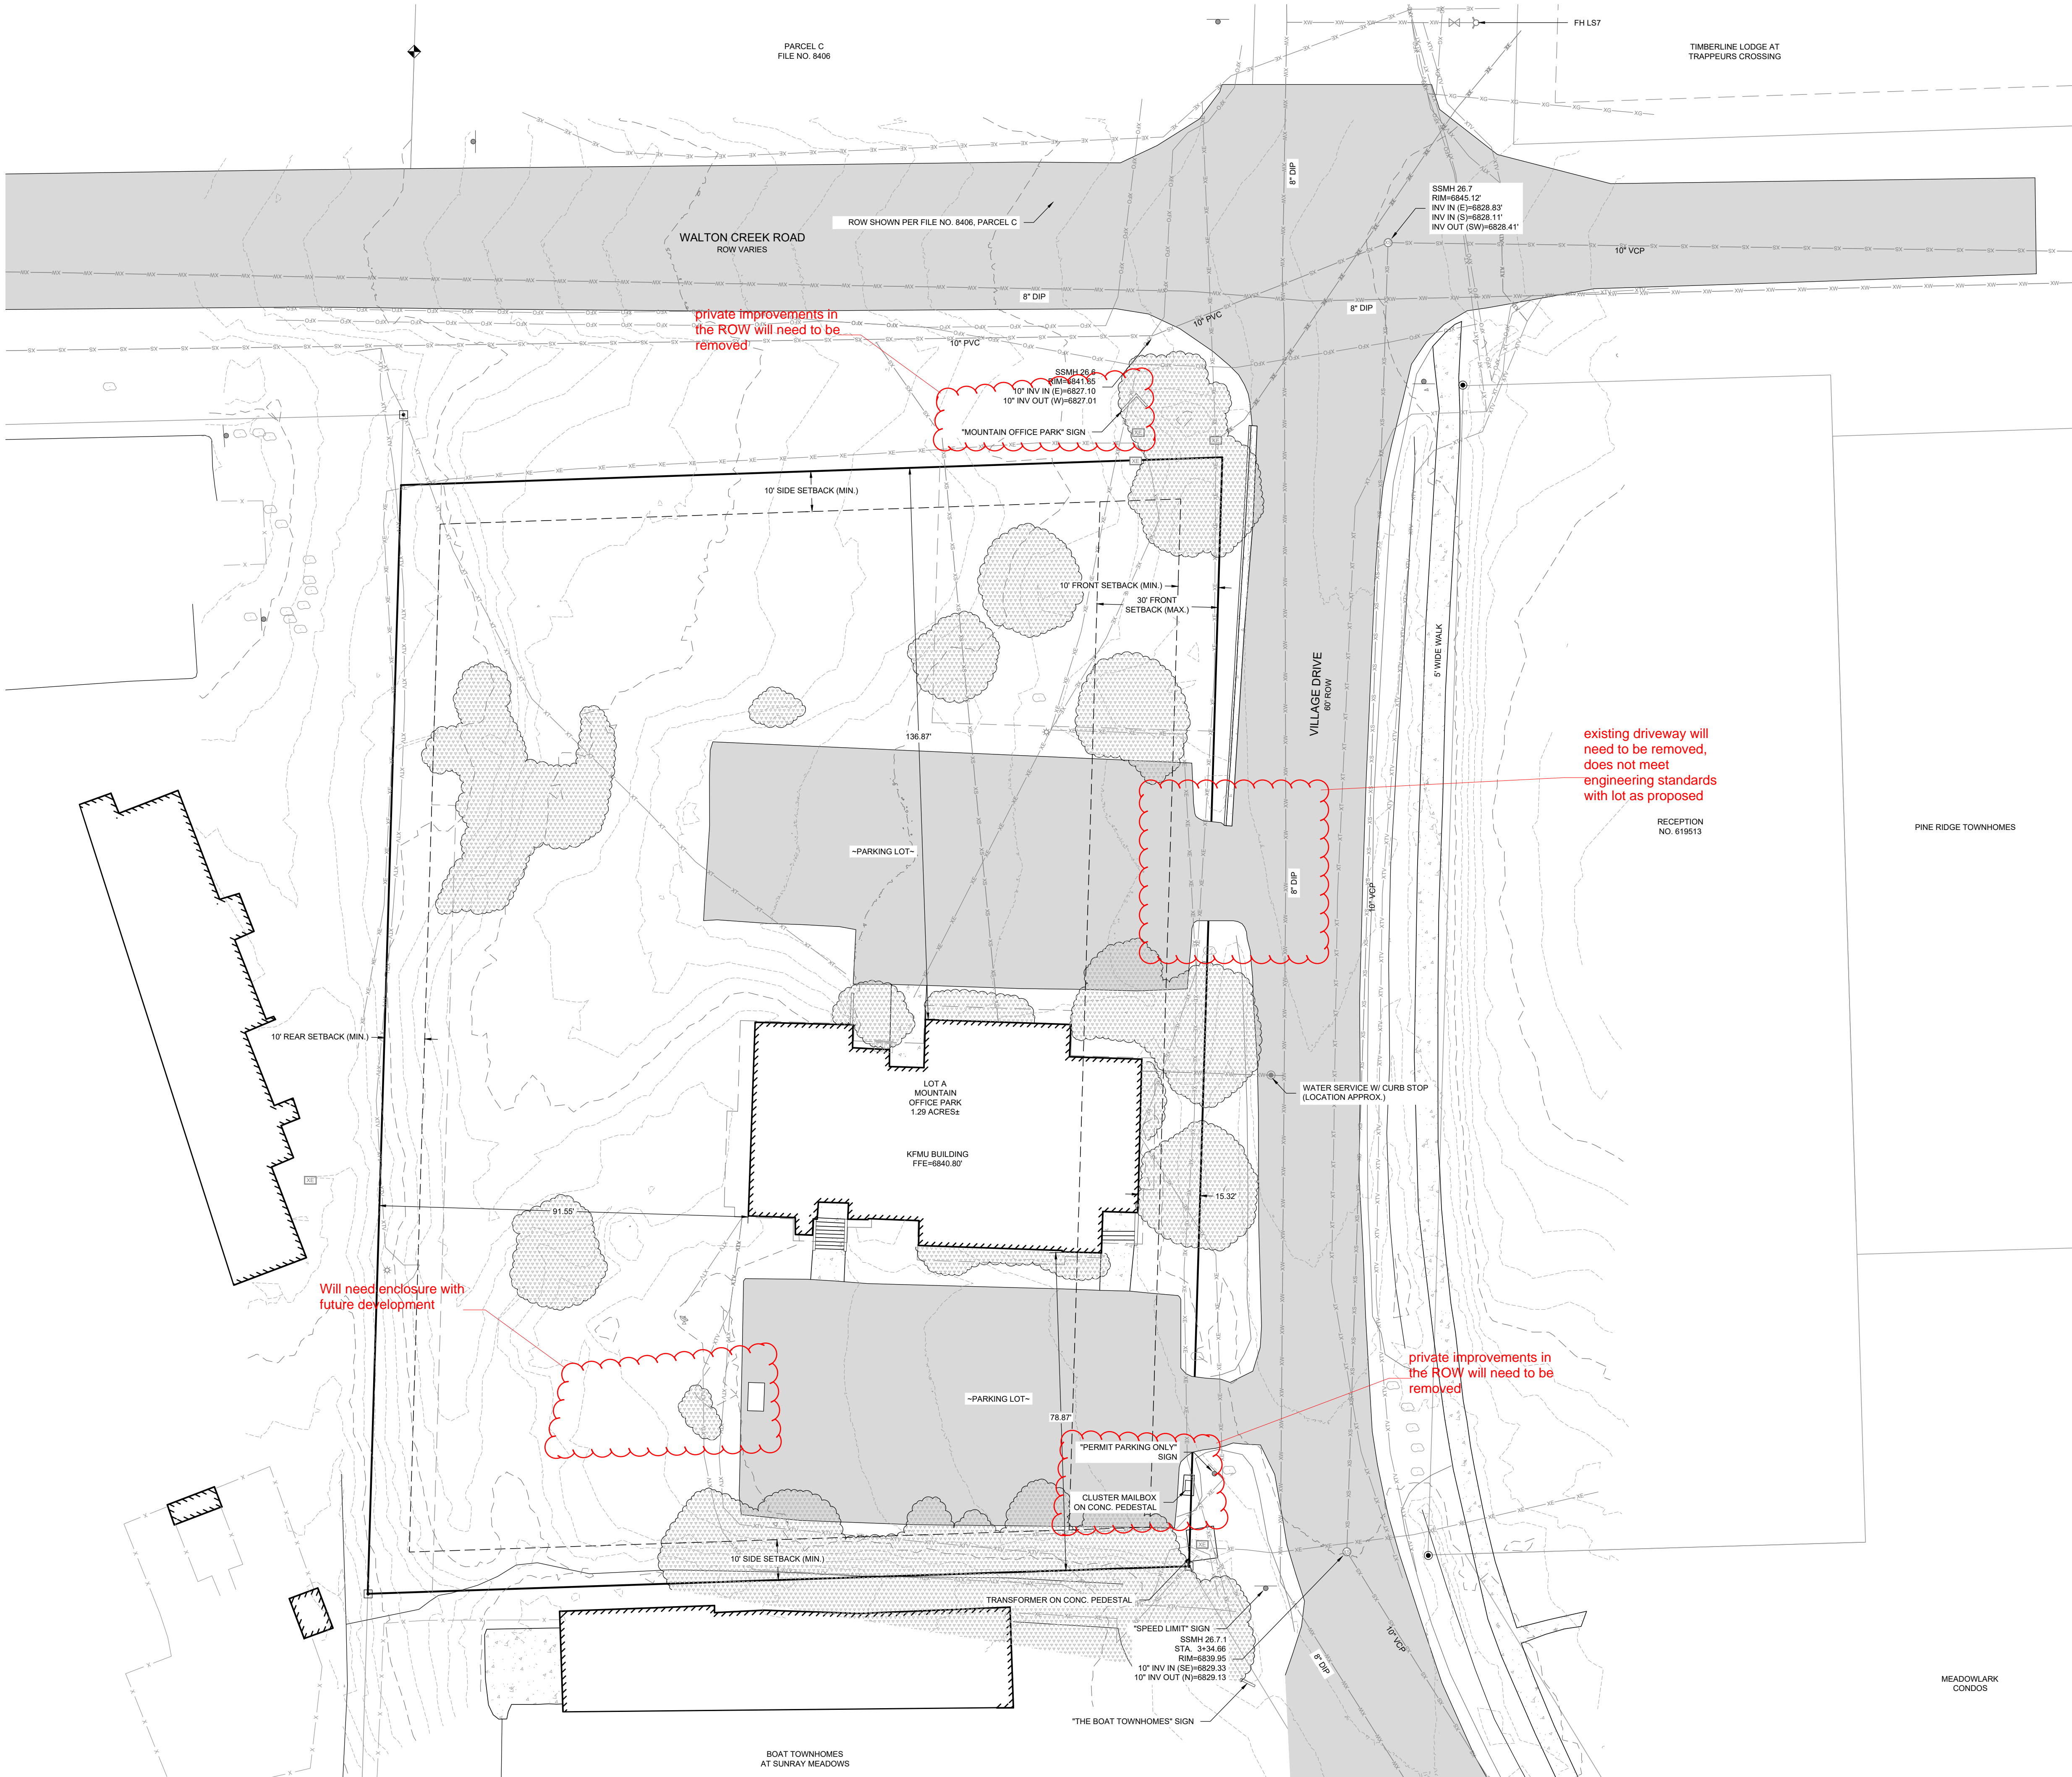 FH LS7
PARCEL C
FILE NO. 8406
TIMBERLINE LODGE AT
TRAPPEURS CROSSING
8" DIP
SSMH 26.7
RIM=6845.12'
INV IN (E)=6828.83'
INV IN (S)=6828.11'
INV OUT (SW)=6828.41'
ROW SHOWN PER FILE NO. 8406, PARCEL C
WALTON CREEK ROAD
ROW VARIES
10" VCP
8" DIP
8" DIP
private improvements in
the ROW will need to be
removed
10" PVC
10" PVC
SSMH 26.6
RIM=6841.65
10" INV IN (E)=6827.10
10" INV OUT (W)=6827.01
"MOUNTAIN OFFICE PARK" SIGN
10' SIDE SETBACK (MIN.)
10' FRONT SETBACK (MIN.)
30' FRONT
SETBACK (MAX.)
5' WIDE WALK
VILLAGE DRIVE
60' ROW
136.87'
existing driveway will
need to be removed,
does not meet
engineering standards
with lot as proposed
RECEPTION
NO. 619513
PINE RIDGE TOWNHOMES
~PARKING LOT~
8" DIP
10" VCP
10' REAR SETBACK (MIN.)
WATER SERVICE W/ CURB STOP
(LOCATION APPROX.)
LOT A
MOUNTAIN
OFFICE PARK
1.29 ACRES±
KFMU BUILDING
FFE=6840.80'
15.32'
91.55'
Will need enclosure with
future development
private improvements in
the ROW will need to be
removed
~PARKING LOT~
78.87'
"PERMIT PARKING ONLY"
SIGN
CLUSTER MAILBOX
ON CONC. PEDESTAL
10' SIDE SETBACK (MIN.)
TRANSFORMER ON CONC. PEDESTAL
"SPEED LIMIT" SIGN
SSMH 26.7.1
STA. 3+34.66
RIM=6839.95
10" INV IN (SE)=6829.33
10" INV OUT (N)=6829.13
10" VCP
8" DIP
"THE BOAT TOWNHOMES" SIGN
MEADOWLARK
CONDOS
BOAT TOWNHOMES
AT SUNRAY MEADOWS